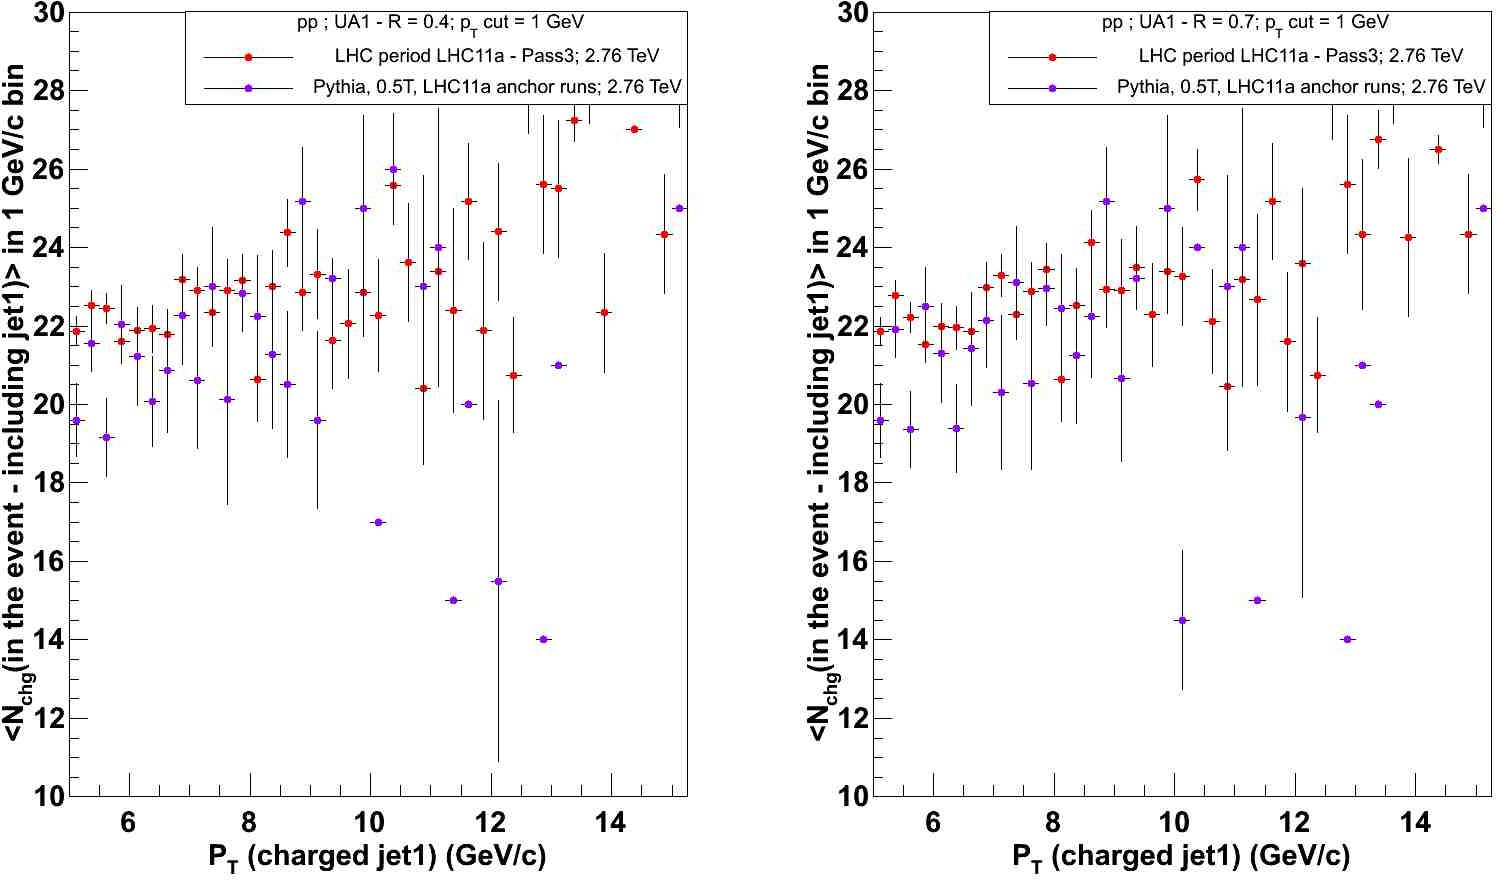 pp ; UA1 - R = 0.4; pT cut = 1 GeV
LHC period LHC11a - Pass3; 2.76 TeV
Pythia, 0.5T, LHC11a anchor runs; 2.76 TeV
<Nchg(in the event - including jet1)> in 1 GeV/c bin
30
28
26
24
22
20
18
16
14
12
10
6 8 10 12 14
PT (charged jet1) (GeV/c)
pp ; UA1 - R = 0.7; pT cut = 1 GeV
LHC period LHC11a - Pass3; 2.76 TeV
Pythia, 0.5T, LHC11a anchor runs; 2.76 TeV
<Nchg(in the event - including jet1)> in 1 GeV/c bin
30
28
26
24
22
20
18
16
14
12
10
6 8 10 12 14
PT (charged jet1) (GeV/c)